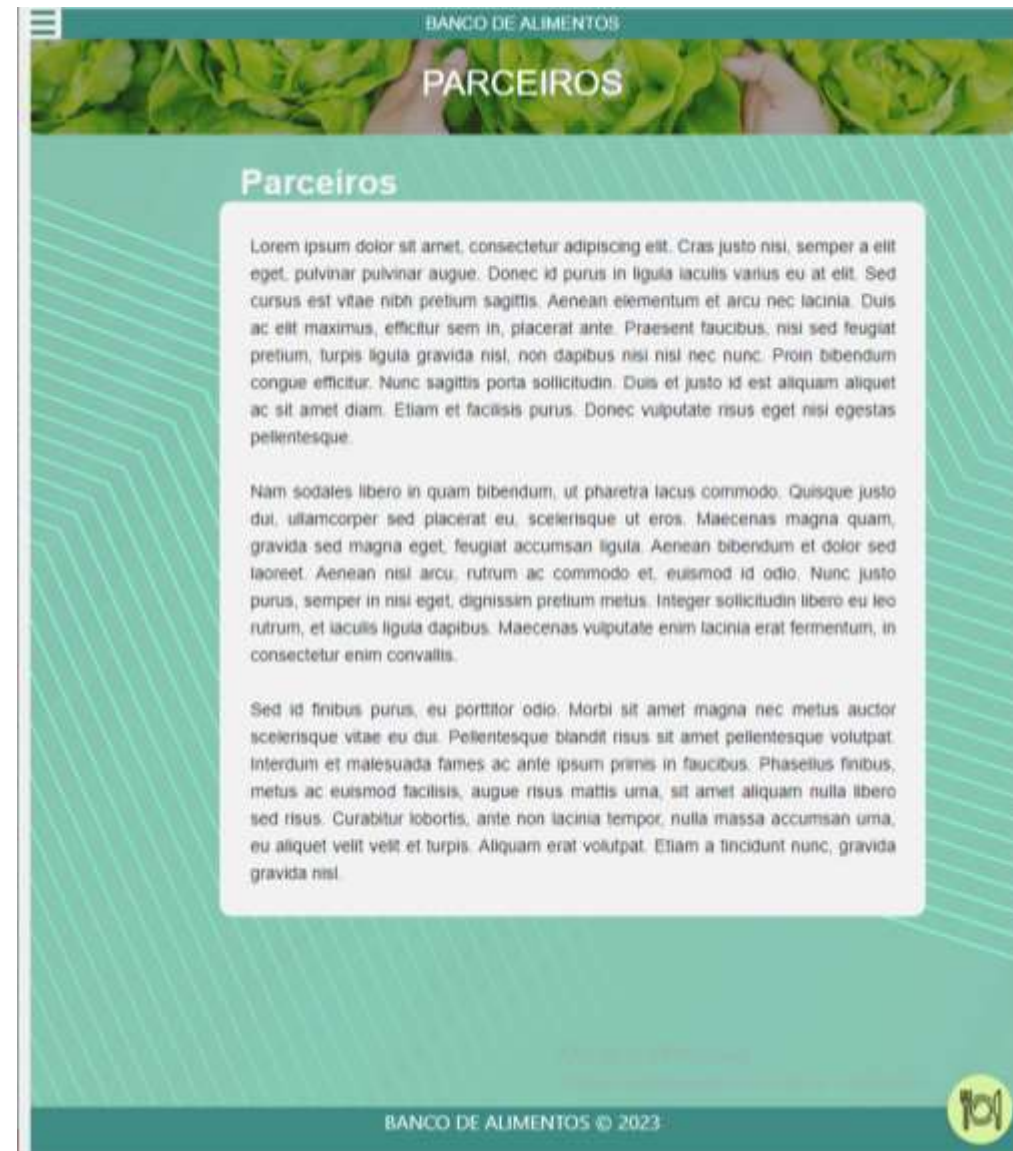 BANCO DE ALIMENTOS
PARCEIROS
Parceiros
Lorem ipsum dolor sit amet, consectetur adipiscing elit. Cras justo nisi, semper a elit
eget, pulvinar pulvinar augue. Donec id purus in ligula iaculis varius eu at elit. Sed
cursus est vitae nibh pretium sagittis. Aenean elementum et arcu nec lacinia. Duis
ac elit maximus, efficitur sem in, placerat ante. Praesent faucibus, nisi sed feugiat
pretium, turpis ligula gravida nisl, non dapibus nisi nisl nec nunc. Proin bibendum
congue efficitur. Nunc sagittis porta sollicitudin. Duis et justo id est aliquam aliquet
ac sit amet diam. Etiam et facilisis purus. Donec vulputate risus eget nisi egestas
pellentesque.
Nam sodales libero in quam bibendum, ut pharetra lacus commodo. Quisque justo
dui, ullamcorper sed placerat eu, scelerisque ut eros. Maecenas magna quam,
gravida sed magna eget, feugiat accumsan ligula. Aenean bibendum et dolor sed
laoreet. Aenean nisl arcu, rutrum ac commodo et, euismod id odio. Nunc justo
purus, semper in nisi eget, dignissim pretium metus. Integer sollicitudin libero eu leo
rutrum, et iaculis ligula dapibus. Maecenas vulputate enim lacinia erat fermentum, in
consectetur enim convallis.
Sed id finibus purus, eu porttitor odio. Morbi sit amet magna nec metus auctor
scelerisque vitae eu dui. Pellentesque blandit risus sit amet pellentesque volutpat.
Interdum et malesuada fames ac ante ipsum primis in faucibus. Phasellus finibus,
metus ac euismod facilisis, augue risus mattis urna, sit amet aliquam nulla libero
sed risus. Curabitur lobortis, ante non lacinia tempor, nulla massa accumsan urna,
eu aliquet velit velit et turpis. Aliquam erat volutpat. Etiam a tincidunt nunc, gravida
gravida nisl.
BANCO DE ALIMENTOS © 2023